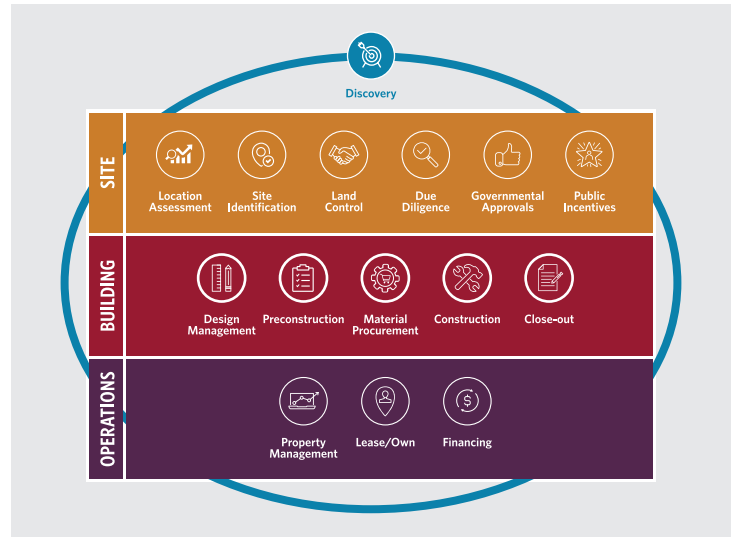 Discovery
SITE
Location
Assessment
Site
Identification
Land
Control
Due
Diligence
Governmental
Approvals
Public
Incentives
BUILDING
Design
Management
Preconstruction
Material
Procurement
Construction
Close-out
OPERATIONS
Property
Management
Lease/Own
Financing
$